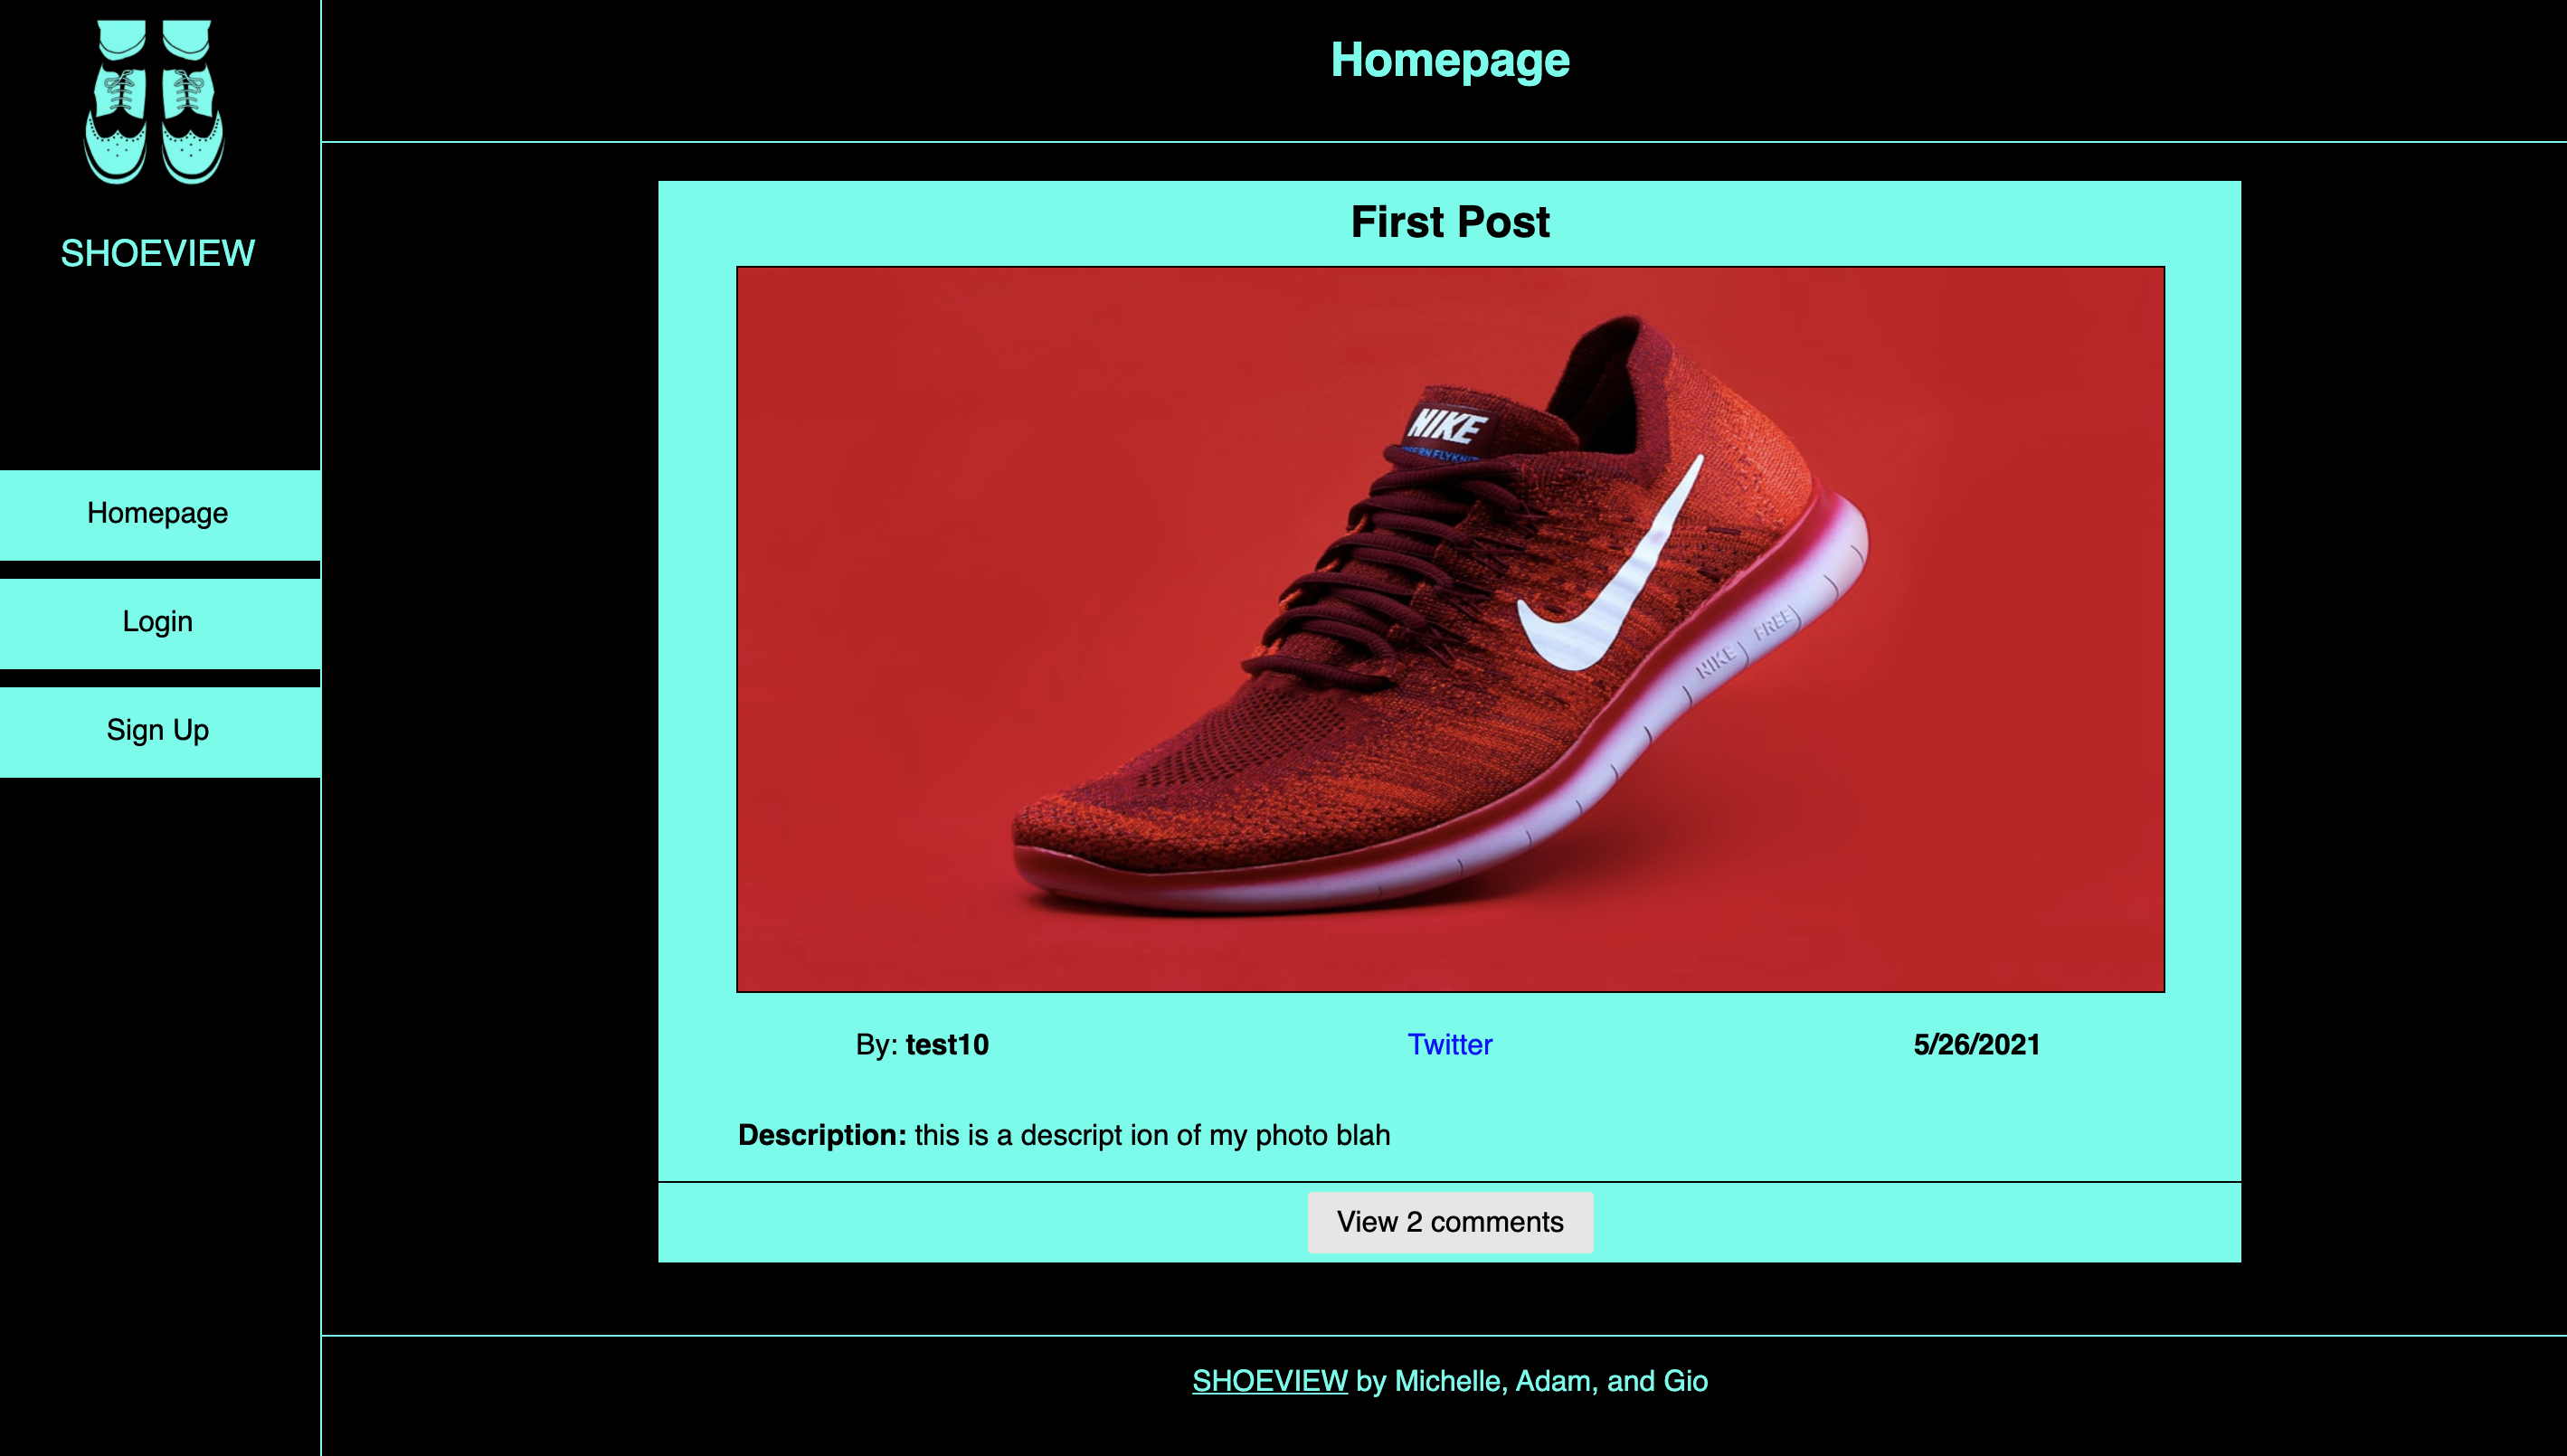 SHOEVIEW
Homepage
Login
Sign Up
Homepage
First Post
NIKE
NIKE FREE
By: test10
Twitter
5/26/2021
Description: this is a descript ion of my photo blah
View 2 comments
SHOEVIEW by Michelle, Adam, and Gio